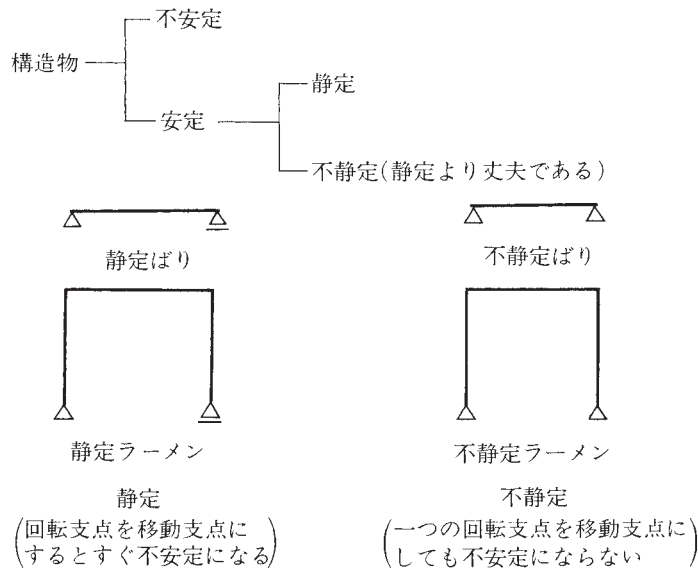 不安定
構造物
静定
安定
不静定(静定より丈夫である)
静定ばり
不静定ばり
静定ラーメン
不静定ラーメン
静定
不静定
(回転支点を移動支点に
するとすぐ不安定になる)
(一つの回転支点を移動支点に
しても不安定にならない)